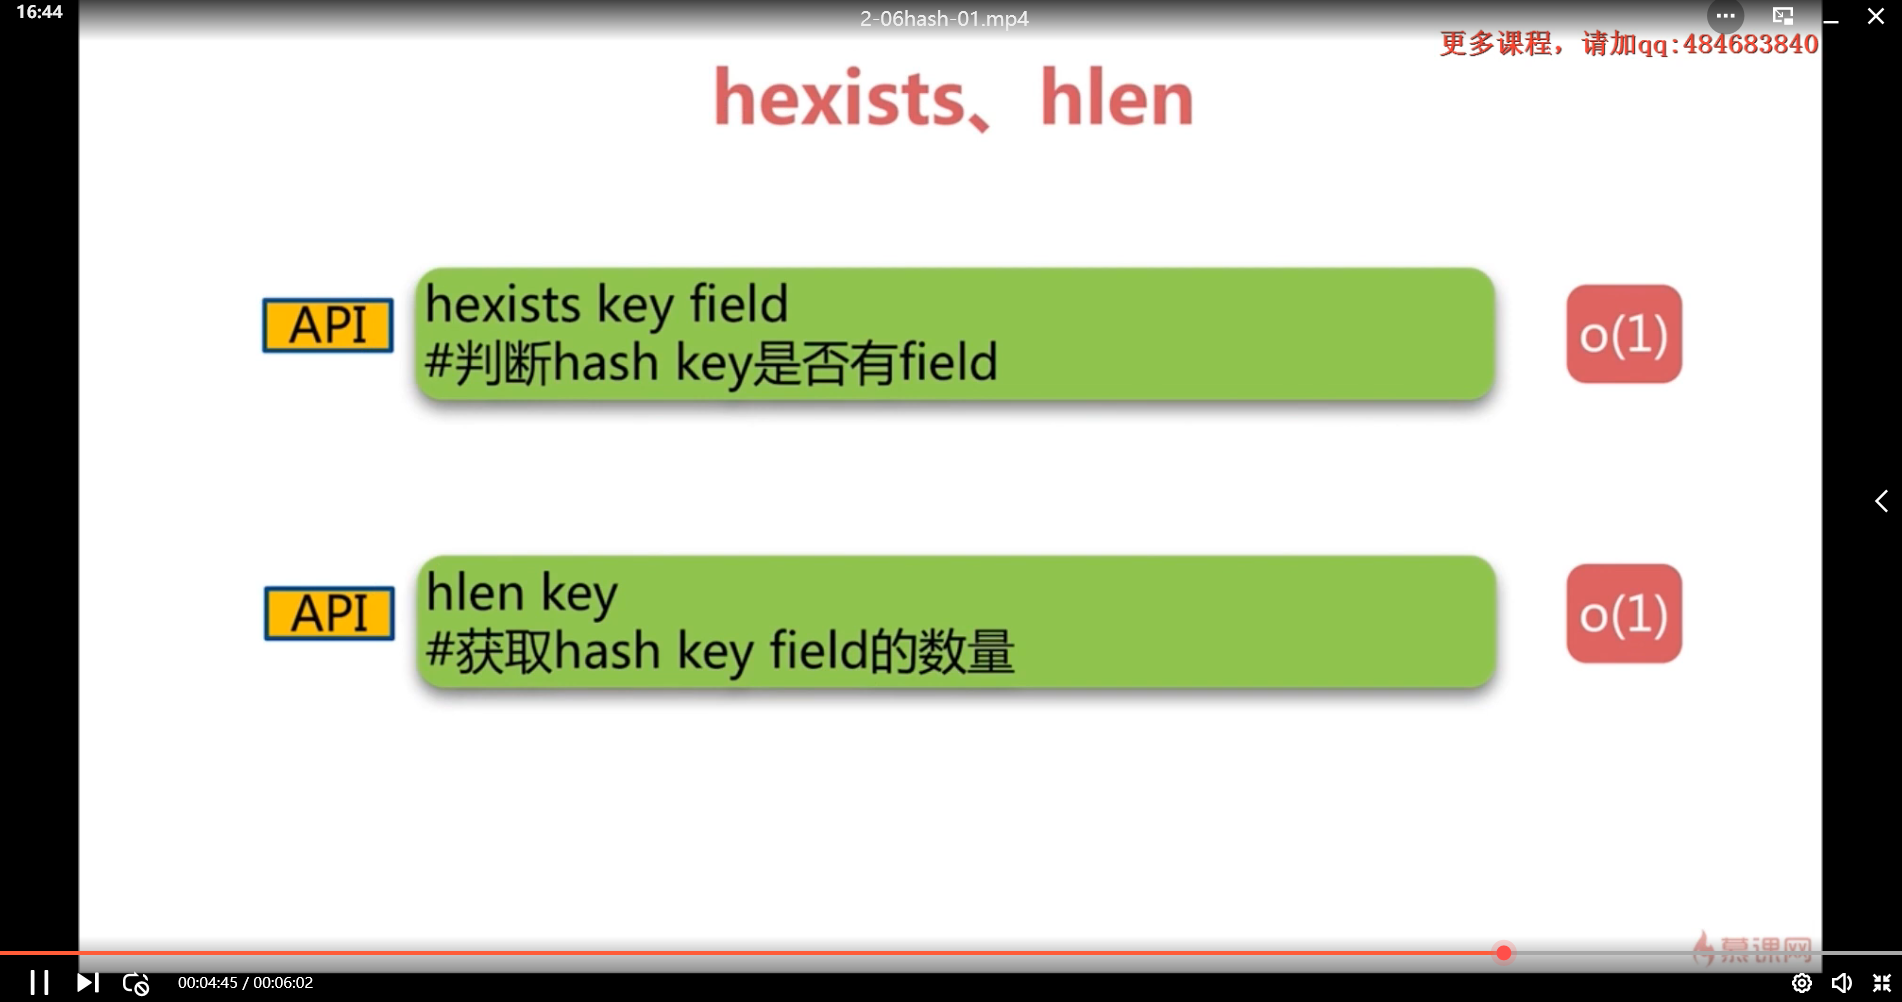 16:44
2-06hash-01.mp4
更多课程，请加qq:484683840
hexists、hlen
API
hexists key field
#判断hash key是否有field
o(1)
API
hlen key
#获取hash key field的数量
o(1)
慕课网
00:04:45 / 00:06:02